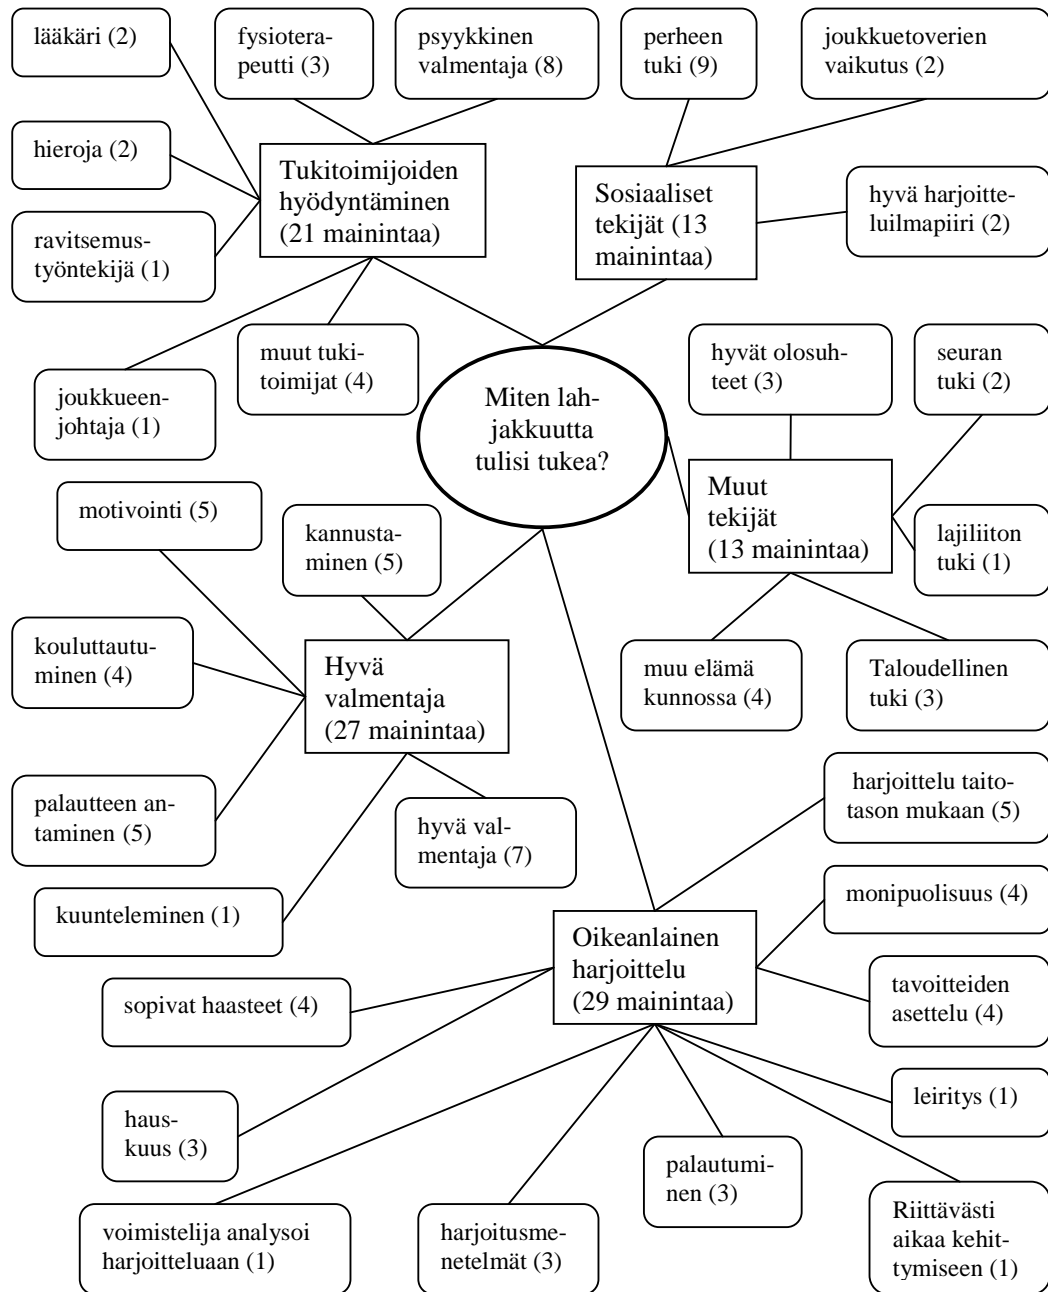 lääkäri (2)
fysiotera-
peutti (3)
psyykkinen
valmentaja (8)
perheen
tuki (9)
joukkuetoverien
vaikutus (2)
hieroja (2)
Tukitoimijoiden
hyödyntäminen
(21 mainintaa)
Sosiaaliset
tekijät (13
mainintaa)
hyvä harjoitte-
luilmapiiri (2)
ravitsemus-
työntekijä (1)
muut tuki-
toimijat (4)
hyvät olosuh-
teet (3)
seuran
tuki (2)
joukkueen-
johtaja (1)
Miten lah-
jakkuutta
tulisi tukea?
Muut
tekijät
(13 mainintaa)
motivointi (5)
kannusta-
minen (5)
lajiliiton
tuki (1)
kouluttautu-
minen (4)
Hyvä
valmentaja
(27 mainintaa)
muu elämä
kunnossa (4)
Taloudellinen
tuki (3)
palautteen an-
taminen (5)
hyvä val-
mentaja (7)
harjoittelu taito-
tason mukaan (5)
kuunteleminen (1)
monipuolisuus (4)
Oikeanlainen
harjoittelu
(29 mainintaa)
sopivat haasteet (4)
tavoitteiden
asettelu (4)
leiritys (1)
haus-
kuus (3)
palautumi-
nen (3)
voimistelija analysoi
harjoitteluaan (1)
harjoitusme-
netelmät (3)
Riittävästi
aikaa kehit-
tymiseen (1)